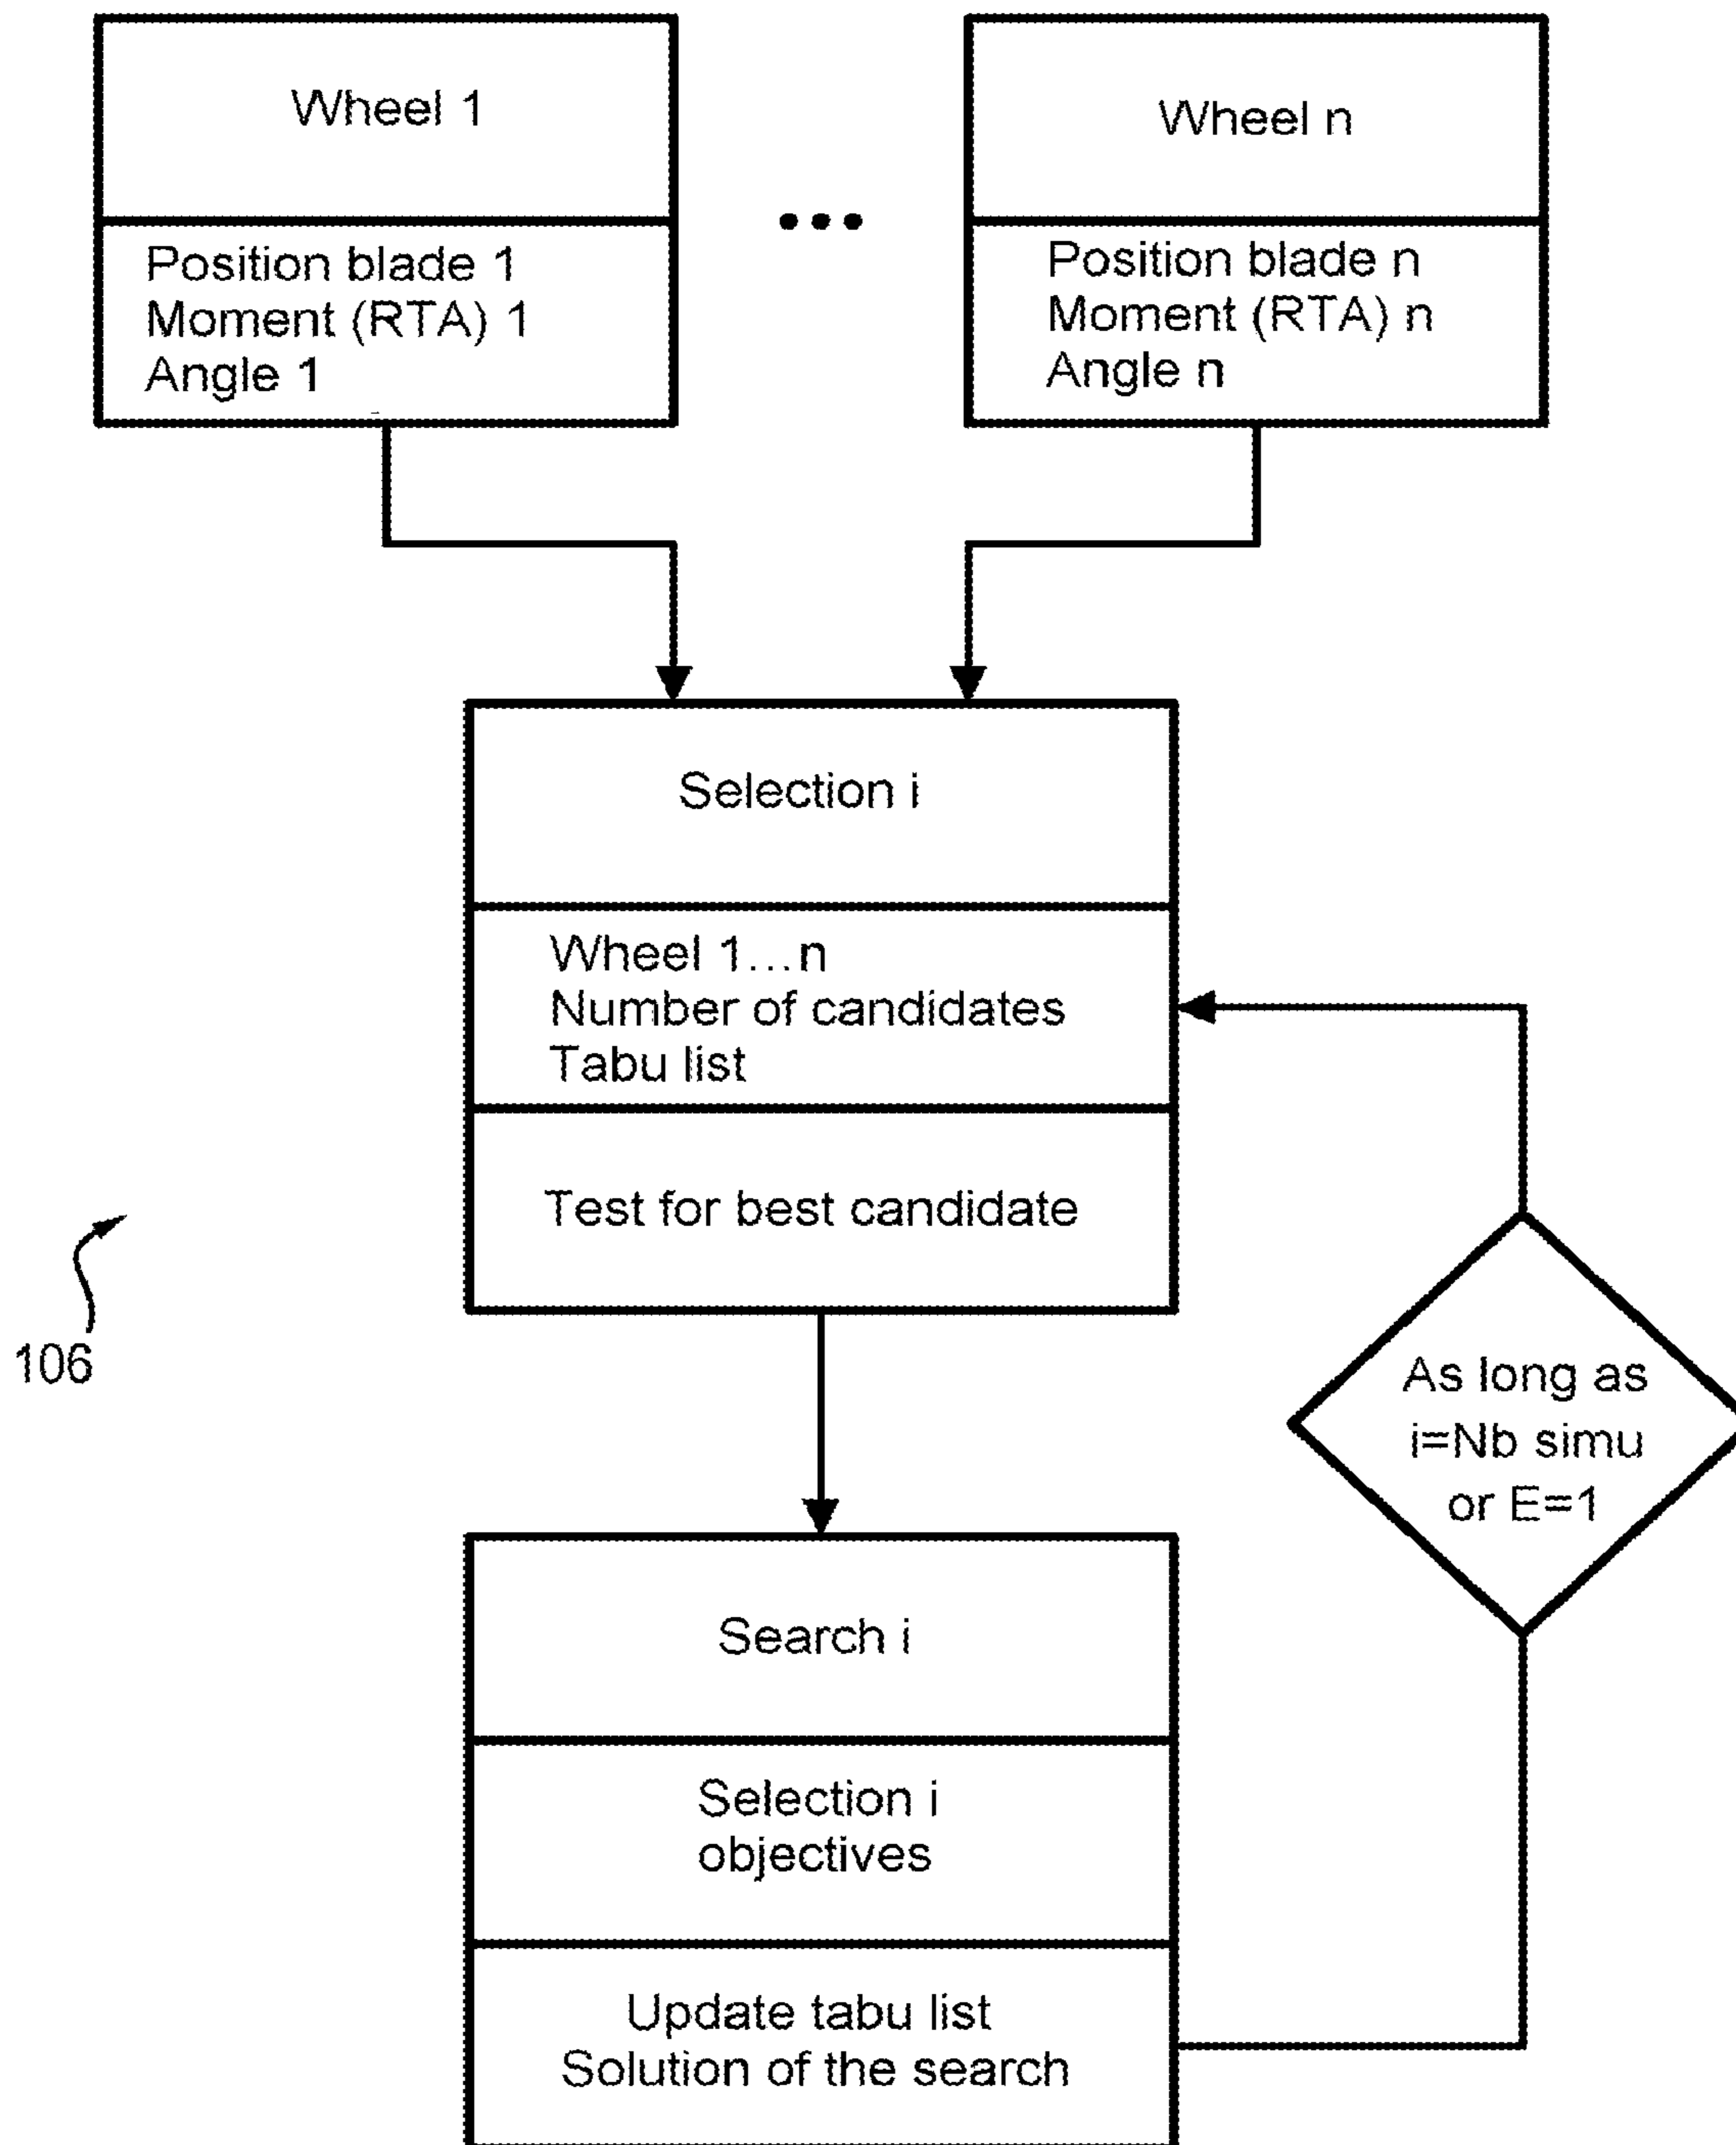 Wheel 1
Position blade 1
Moment (RTA) 1
Angle 1
...
Wheel n
Position blade n
Moment (RTA) n
Angle n
Selection i
Wheel 1...n
Number of candidates
Tabu list
Test for best candidate
106
As long as
i=Nb simu
or E=1
Search i
Selection i
objectives
Update tabu list
Solution of the search